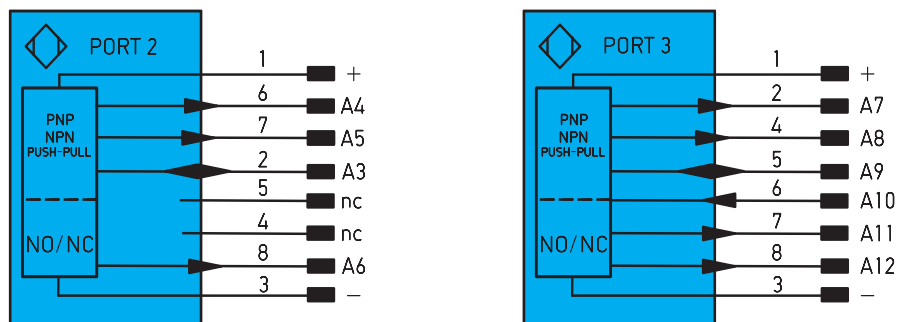 PORT 2
1 +
6 A4
PNP
NPN
PUSH-PULL
7 A5
2 A3
5 nc
4 nc
NO/NC
8 A6
3 -
PORT 3
1 +
2 A7
PNP
NPN
PUSH-PULL
4 A8
5 A9
6 A10
7 A11
NO/NC
8 A12
3 -